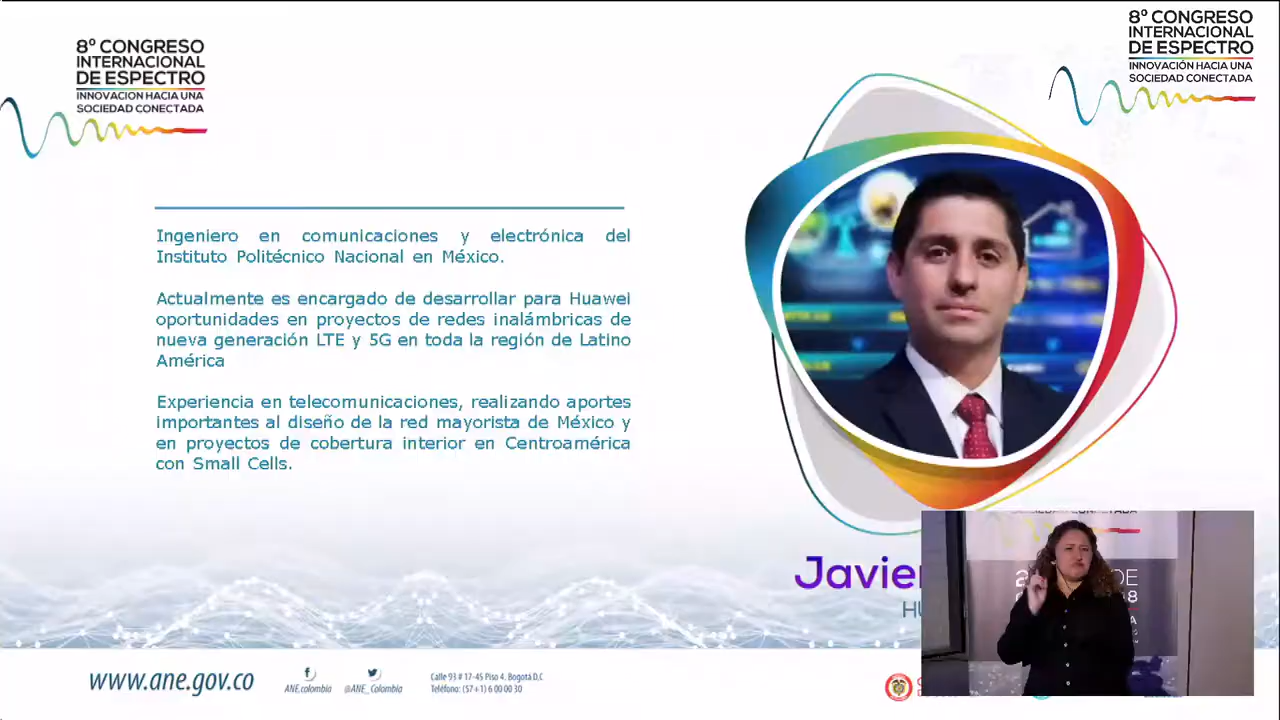 8º CONGRESO
INTERNACIONAL
DE ESPECTRO
INNOVACION HACIA UNA
SOCIEDAD CONECTADA
8º CONGRESO
INTERNACIONAL
DE ESPECTRO
INNOVACIÓN HACIA UNA
SOCIEDAD CONECTADA
Ingeniero en comunicaciones y electrónica del
Instituto Politécnico Nacional en México.
Actualmente es encargado de desarrollar para Huawei
oportunidades en proyectos de redes inalámbricas de
nueva generación LTE y 5G en toda la región de Latino
América
Experiencia en telecomunicaciones, realizando aportes
importantes al diseño de la red mayorista de México y
en proyectos de cobertura interior en Centroamérica
con Small Cells.
Javier
www.ane.gov.co
ANE.colombia
@ANE_Colombia
Calle 93 # 17-45 Piso 4. Bogotá D,C
Teléfono: (57+1) 6 00 00 30